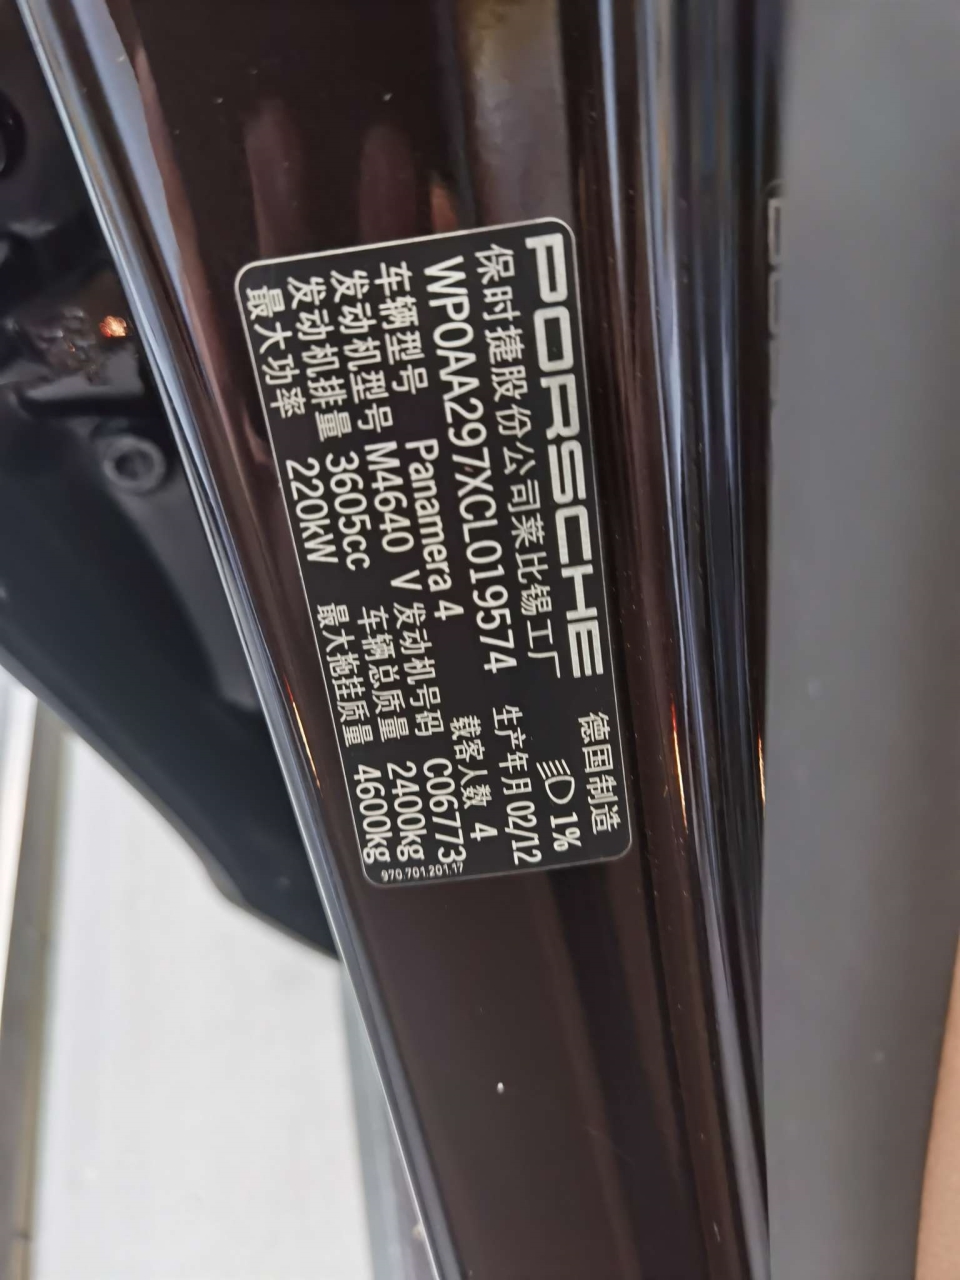 PORSCHE 德国制造
保时捷股份公司莱比锡工厂 1%
WP0AA297XCL019574 生产年月 02/12
车辆型号 Panamera 4 载客人数 4
发动机型号 M4640 V 发动机号码 C06773
发动机排量 3605cc 车辆总质量 2400kg
最大功率 220kW 最大拖挂质量 4600kg
970.701.201.17